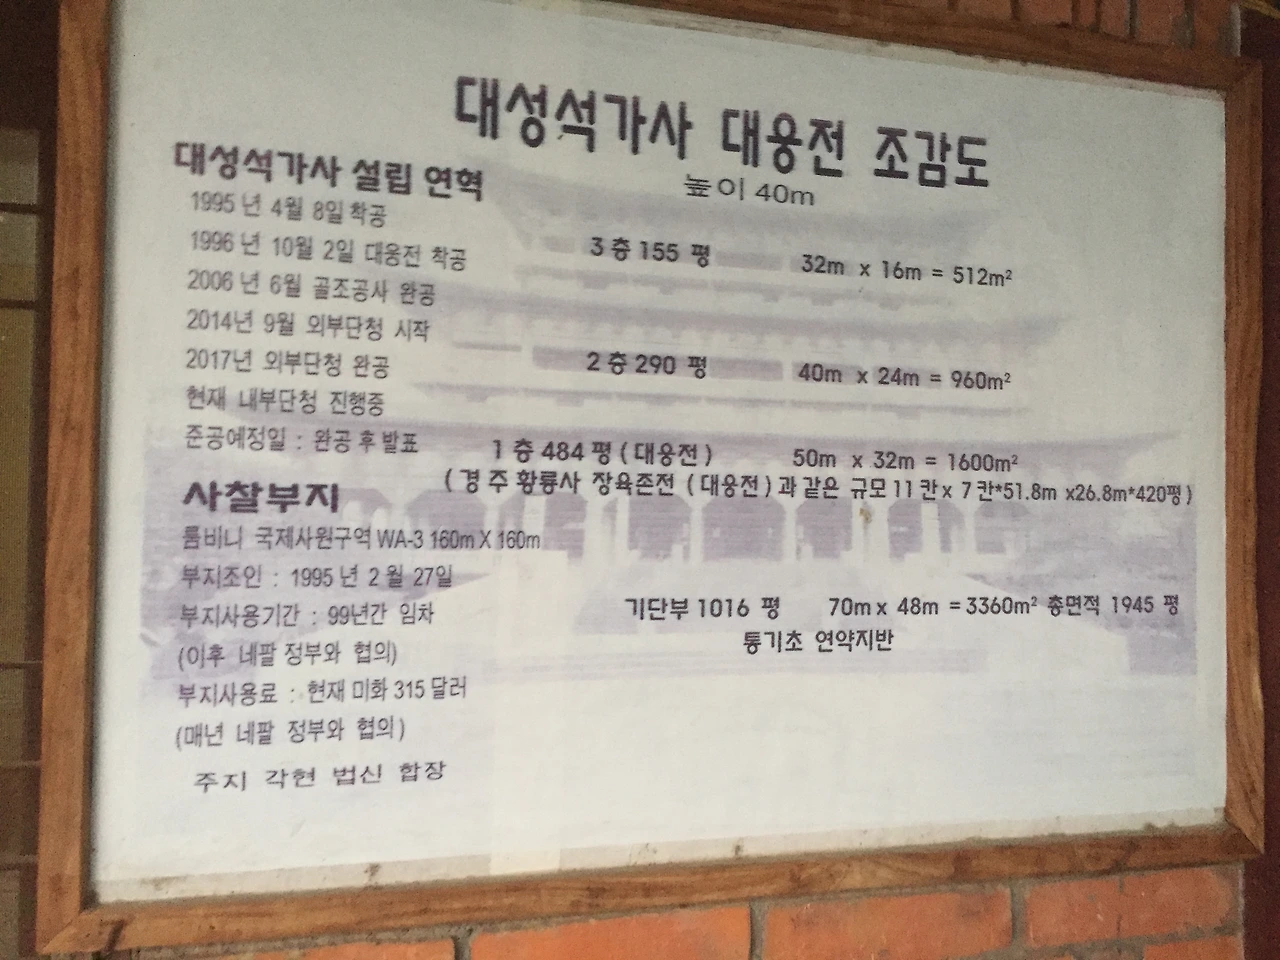 대성석가사 대웅전 조감도
높이 40m
대성석가사 설립 연혁
1995 년 4월 8일 착공
1996 년 10월 2일 대웅전 착공
2006 년 6월 골조공사 완공
2014년 9월 외부단청 시작
2017년 외부단청 완공
현재 내부단청 진행중
준공예정일 : 완공 후 발표
사찰부지
룸비니 국제사원구역 WA-3 160m X 160m
부지조인 : 1995 년 2 월 27일
부지사용기간 : 99년간 임차
(이후 네팔 정부와 협의)
부지사용료 : 현재 미화 315 달러
(매년 네팔 정부와 협의)
주지 각현 법신 합장
3 층 155 평 32m x 16m = 512m²
2 층 290 평 40m x 24m = 960m²
1 층 484 평 ( 대웅전 ) 50m x 32m = 1600m²
( 경 주 황룡사 장육존전 ( 대웅전 ) 과 같은 규모 11 칸 x 7 칸*51.8m x26.8m*420평 )
기단부 1016 평 70m x 48m = 3360m² 총면적 1945 평
통기초 연약지반